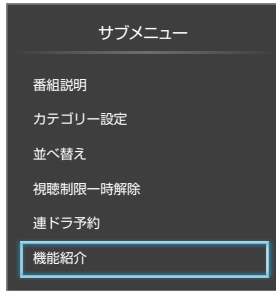 サブメニュー
番組説明
カテゴリー設定
並べ替え
視聴制限一時解除
連ドラ予約
機能紹介